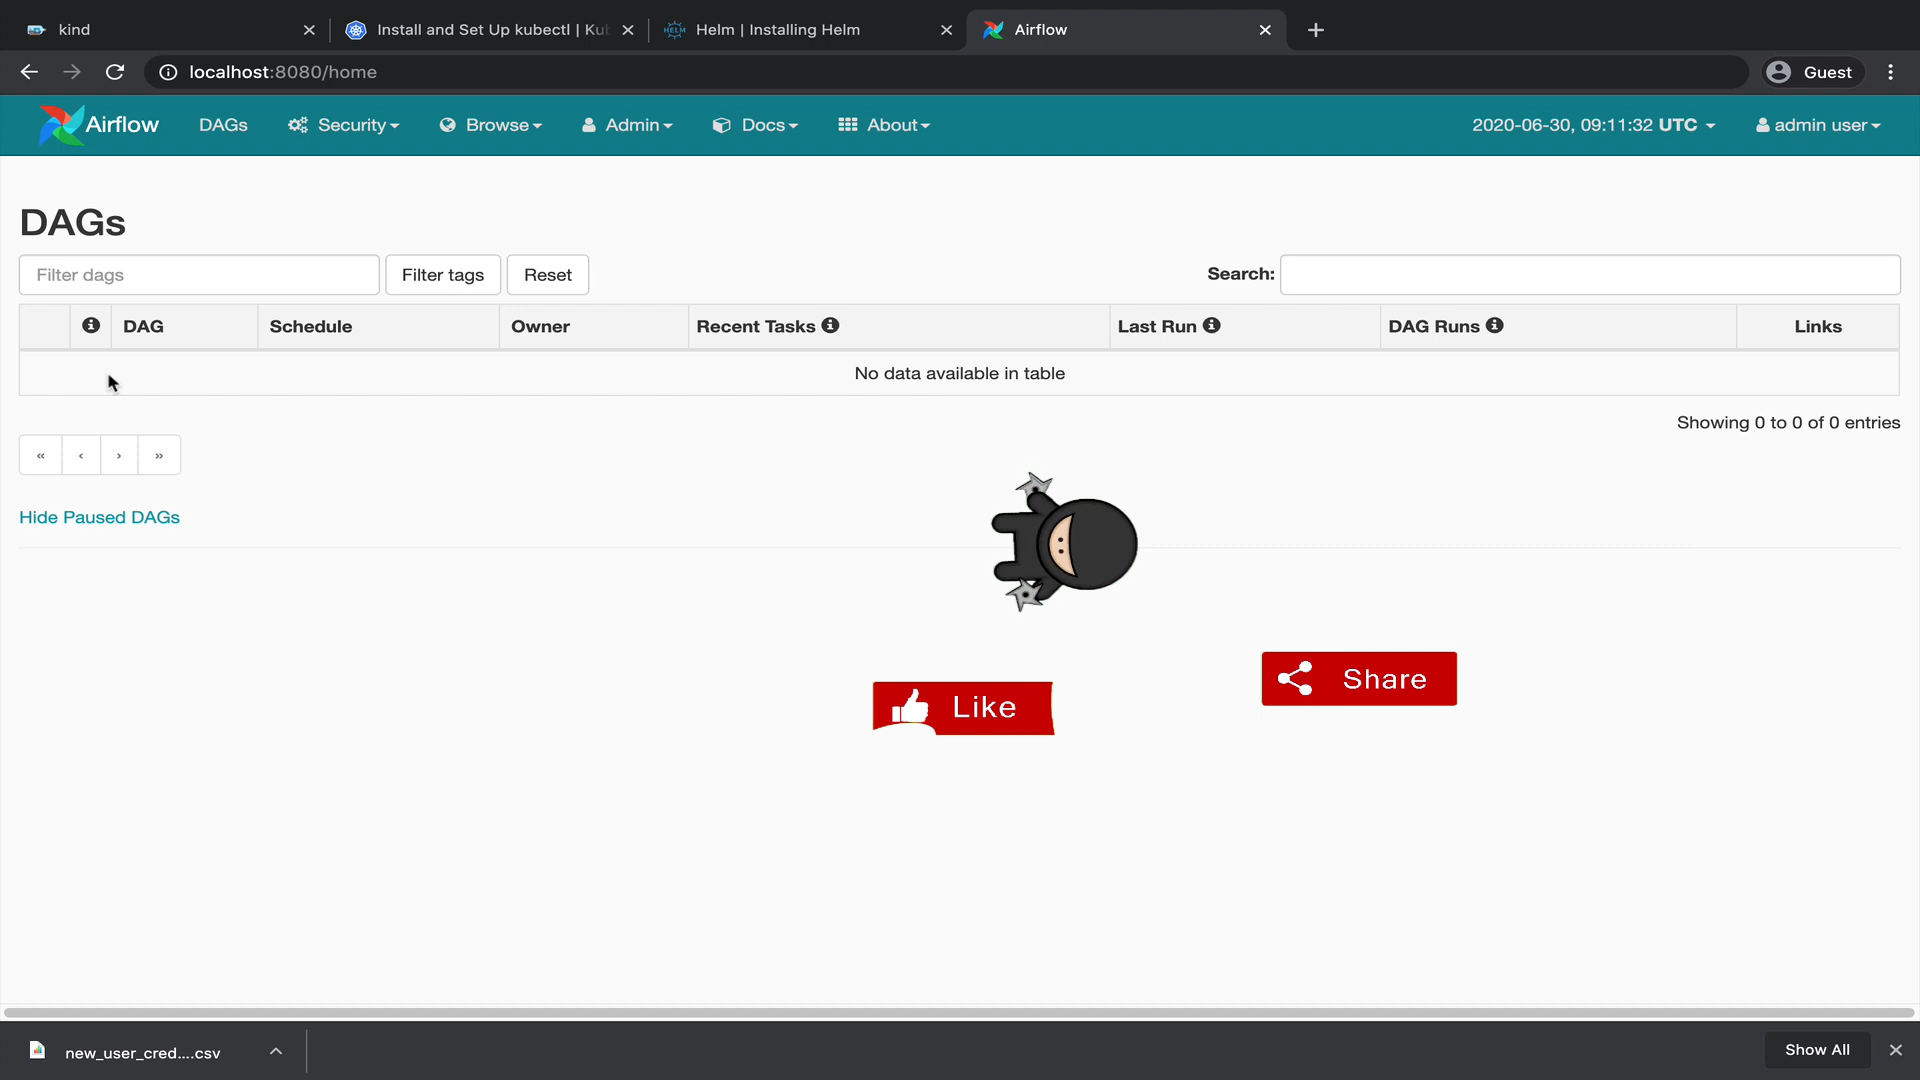 kind
Install and Set Up kubectl | Ku
HELM
Helm | Installing Helm
Airflow
localhost:8080/home
Guest
Airflow
DAGs
Security
Browse
Admin
Docs
About
2020-06-30, 09:11:32 UTC
admin user
DAGs
Filter dags
Filter tags
Reset
Search:
DAG
Schedule
Owner
Recent Tasks
Last Run
DAG Runs
Links
No data available in table
Showing 0 to 0 of 0 entries
« ‹ › »
Hide Paused DAGs
Share
Like
new_user_cred....csv
Show All